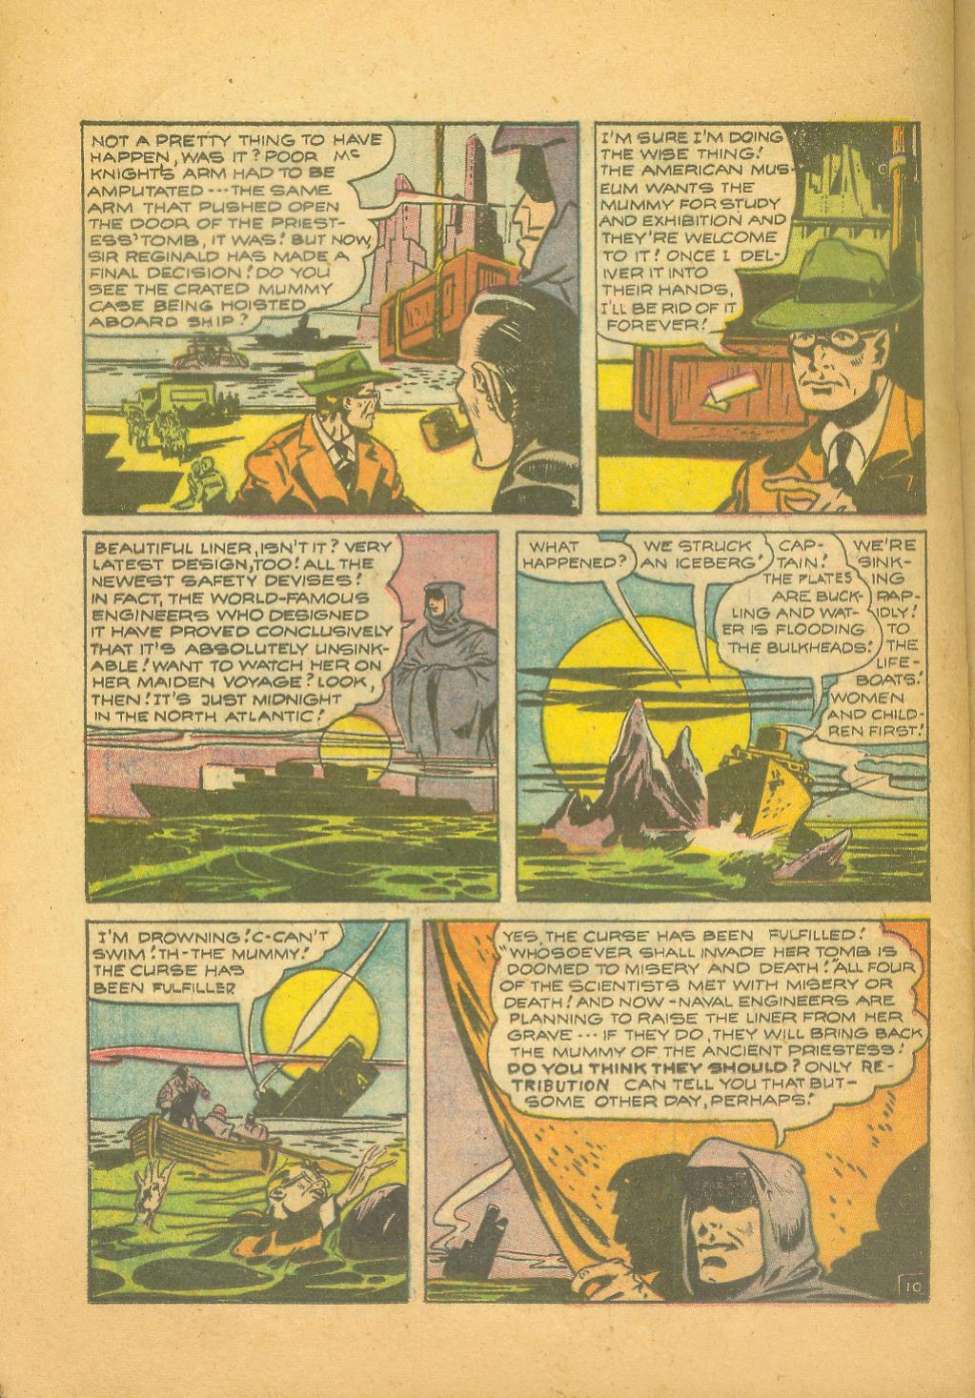 NOT A PRETTY THING TO HAVE
HAPPEN, WAS IT? POOR MC
KNIGHT'S ARM HAD TO BE
AMPUTATED --- THE SAME
ARM THAT PUSHED OPEN
THE DOOR OF THE PRIEST-
ESS' TOMB, IT WAS! BUT NOW,
SIR REGINALD HAS MADE A
FINAL DECISION! DO YOU
SEE THE CRATED MUMMY
CASE BEING HOISTED
ABOARD SHIP?
I'M SURE I'M DOING
THE WISE THING!
THE AMERICAN MUS-
EUM WANTS THE
MUMMY FOR STUDY
AND EXHIBITION AND
THEY'RE WELCOME
TO IT! ONCE I DEL-
IVER IT INTO
THEIR HANDS,
I'LL BE RID OF IT
FOREVER!
BEAUTIFUL LINER, ISN'T IT? VERY
LATEST DESIGN, TOO! ALL THE
NEWEST SAFETY DEVISES!
IN FACT, THE WORLD-FAMOUS
ENGINEERS WHO DESIGNED
IT HAVE PROVED CONCLUSIVELY
THAT IT'S ABSOLUTELY UNSINK-
ABLE! WANT TO WATCH HER ON
HER MAIDEN VOYAGE? LOOK,
THEN! IT'S JUST MIDNIGHT
IN THE NORTH ATLANTIC!
WHAT
HAPPENED?
WE STRUCK
AN ICEBERG!
CAP-
TAIN!
THE PLATES
ARE BUCK-
LING AND WAT-
ER IS FLOODING
THE BULKHEADS!
WE'RE
SINK-
ING
RAP-
IDLY!
TO
THE
LIFE-
BOATS!
WOMEN
AND CHILD-
REN FIRST!
I'M DROWNING! C-CAN'T
SWIM! TH-THE MUMMY!
THE CURSE HAS
BEEN FULFILLER
YES, THE CURSE HAS BEEN FULFILLED!
"WHOSOEVER SHALL INVADE HER TOMB IS
DOOMED TO MISERY AND DEATH!" ALL FOUR
OF THE SCIENTISTS MET WITH MISERY OR
DEATH! AND NOW - NAVAL ENGINEERS ARE
PLANNING TO RAISE THE LINER FROM HER
GRAVE --- IF THEY DO, THEY WILL BRING BACK
THE MUMMY OF THE ANCIENT PRIESTESS!
DO YOU THINK THEY SHOULD? ONLY RE-
TRIBUTION CAN TELL YOU THAT BUT-
SOME OTHER DAY, PERHAPS!
10